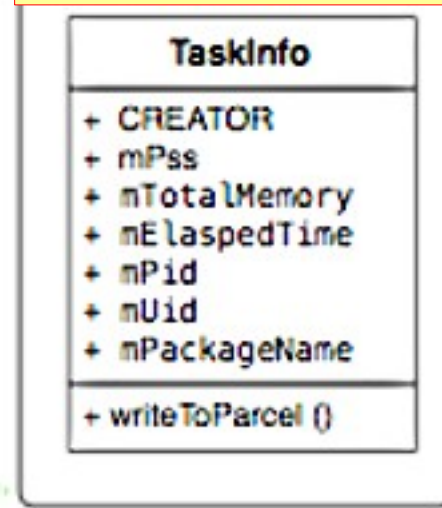 TaskInfo
+ CREATOR
+ mPss
+ mTotalMemory
+ mElaspedTime
+ mPid
+ mUid
+ mPackageName
+ writeToParcel ()